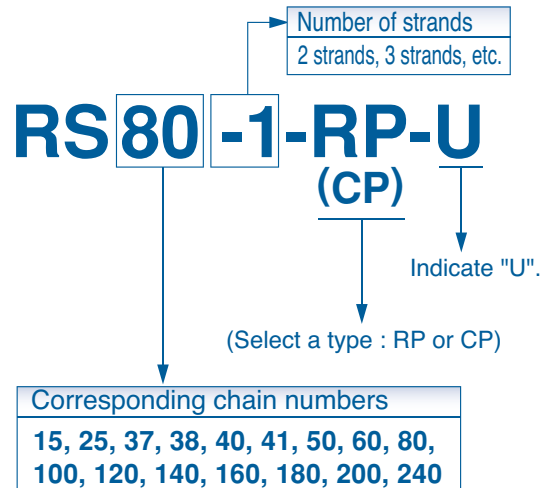 Number of strands
2 strands, 3 strands, etc.
RS 80 -1-RP-U
(CP)
Indicate "U".
(Select a type : RP or CP)
Corresponding chain numbers
15, 25, 37, 38, 40, 41, 50, 60, 80,
100, 120, 140, 160, 180, 200, 240